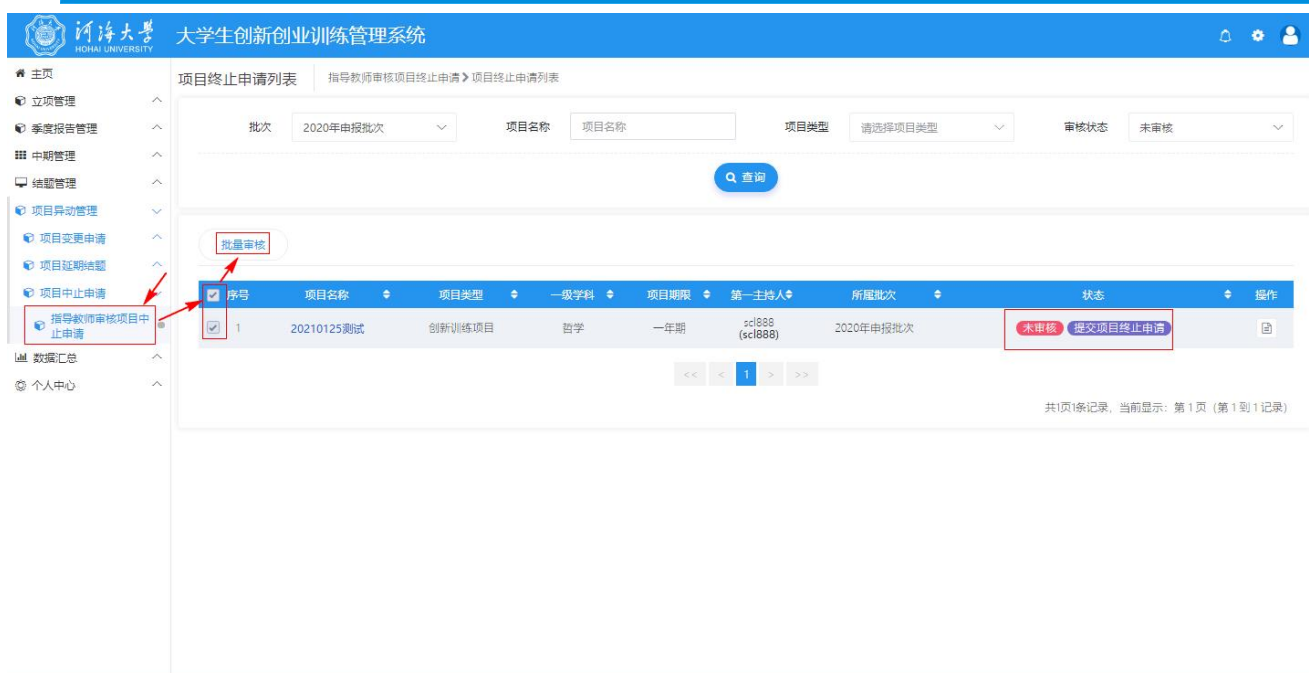 河海大学
HOHAI UNIVERSITY
大学生创新创业训练管理系统
主页
立项管理
季度报告管理
中期管理
结题管理
项目异动管理
项目变更申请
项目延期结题
项目中止申请
指导教师审核项目中
止申请
数据汇总
个人中心
项目终止申请列表 指导教师审核项目终止申请 项目终止申请列表
批次 2020年申报批次 项目名称 项目名称 项目类型 请选择项目类型 审核状态 未审核
查询
批量审核
序号 项目名称 项目类型 一级学科 项目期限 第一主持人 所属批次 状态 操作
1 20210125测试 创新训练项目 哲学 一年期 scl888 (scl888) 2020年申报批次 未审核 提交项目终止申请
<< < 1 > >>
共1页1条记录, 当前显示: 第 1 页 (第 1 到 1 记录)